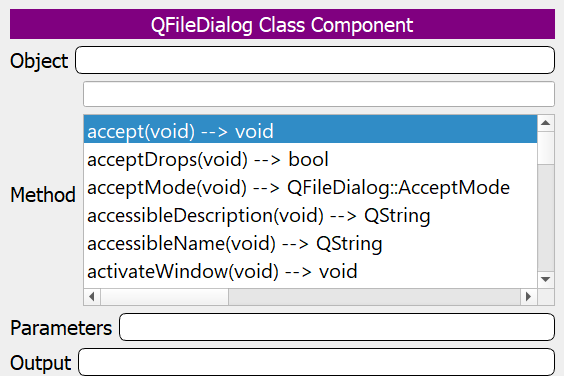 QFileDialog Class Component
Object
accept(void) --> void
acceptDrops(void) --> bool
acceptMode(void) --> QFileDialog::AcceptMode
Method
accessibleDescription(void) --> QString
accessibleName(void) --> QString
activateWindow(void) --> void
Parameters
Output